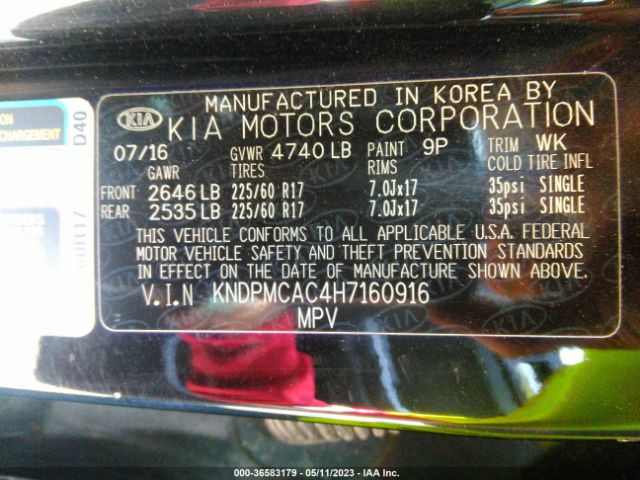 ION
CHARGEMENT
D40
60R17
MANUFACTURED IN KOREA BY
KIA KIA MOTORS CORPORATION
07/16 GVWR 4740 LB PAINT 9P TRIM WK
GAWR TIRES RIMS COLD TIRE INFL
FRONT 2646 LB 225/60 R17 7.0Jx17 35psi SINGLE
REAR 2535 LB 225/60 R17 7.0Jx17 35psi SINGLE
THIS VEHICLE CONFORMS TO ALL APPLICABLE U.S.A. FEDERAL
MOTOR VEHICLE SAFETY AND THEFT PREVENTION STANDARDS
IN EFFECT ON THE DATE OF MANUFACTURE SHOWN ABOVE.
V.I.N KNDPMCAC4H7160916
MPV
000-36583179 - 05/11/2023 - IAA Inc.